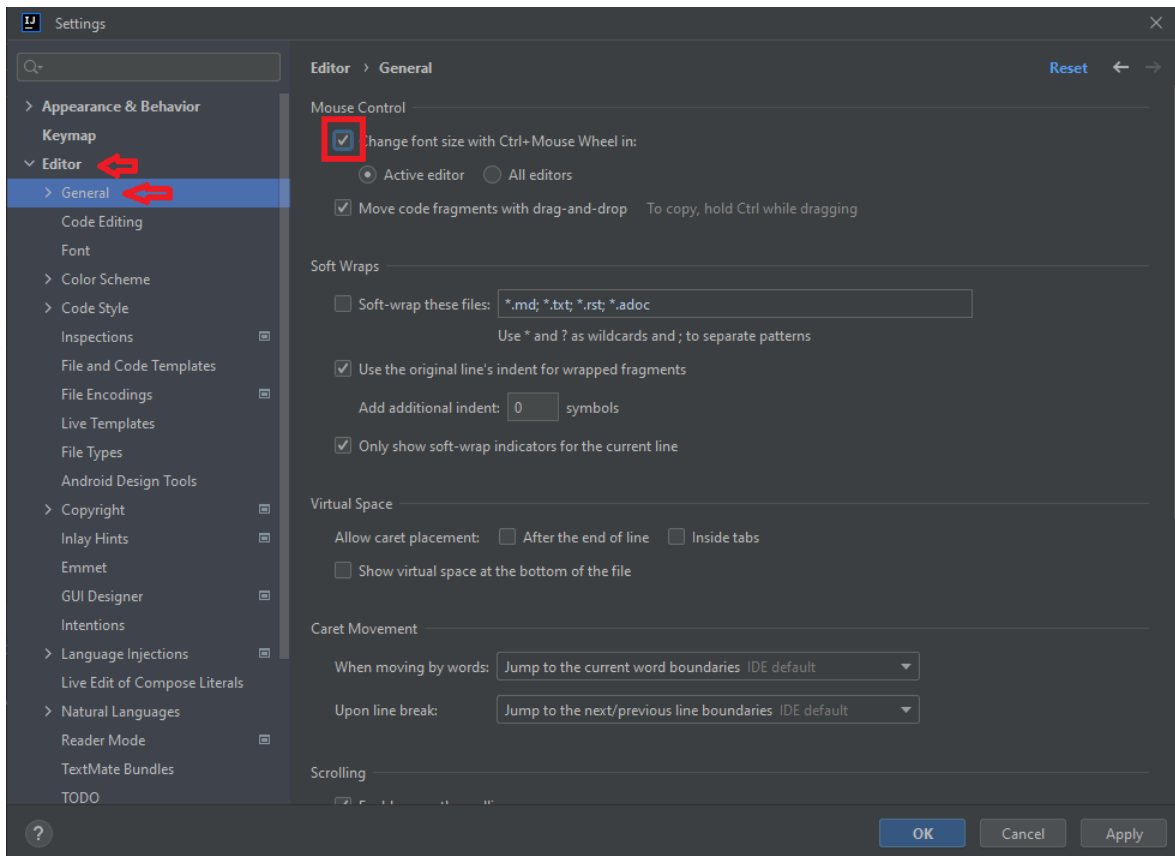 IJ Settings
Appearance & Behavior
Keymap
Editor
General
Code Editing
Font
Color Scheme
Code Style
Inspections
File and Code Templates
File Encodings
Live Templates
File Types
Android Design Tools
Copyright
Inlay Hints
Emmet
GUI Designer
Intentions
Language Injections
Live Edit of Compose Literals
Natural Languages
Reader Mode
TextMate Bundles
TODO
Editor › General
Reset
Mouse Control
Change font size with Ctrl+Mouse Wheel in:
Active editor All editors
Move code fragments with drag-and-drop To copy, hold Ctrl while dragging
Soft Wraps
Soft-wrap these files: *.md; *.txt; *.rst; *.adoc
Use * and ? as wildcards and ; to separate patterns
Use the original line's indent for wrapped fragments
Add additional indent: 0 symbols
Only show soft-wrap indicators for the current line
Virtual Space
Allow caret placement: After the end of line Inside tabs
Show virtual space at the bottom of the file
Caret Movement
When moving by words: Jump to the current word boundaries IDE default
Upon line break: Jump to the next/previous line boundaries IDE default
Scrolling
? OK Cancel Apply